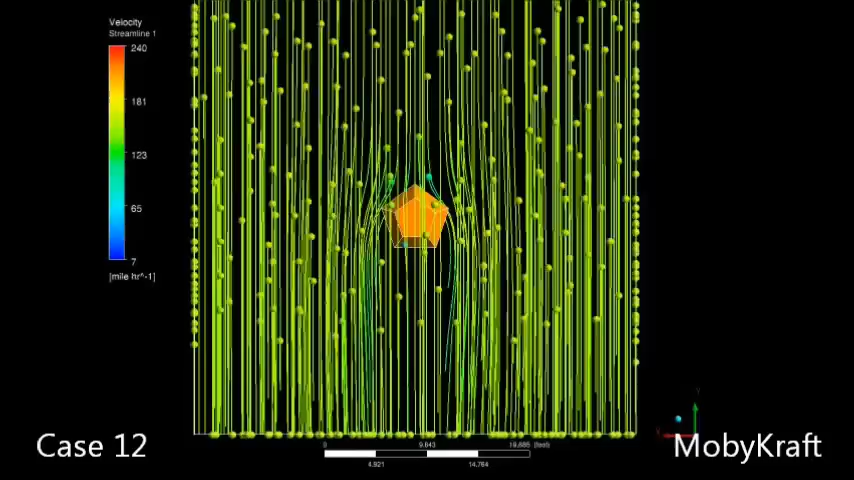 Velocity
Streamline 1
240
181
123
65
7
[mile hr^-1]
0 9.843 19.685 (feet)
4.921 14.764
Y
X
Case 12
MobyKraft